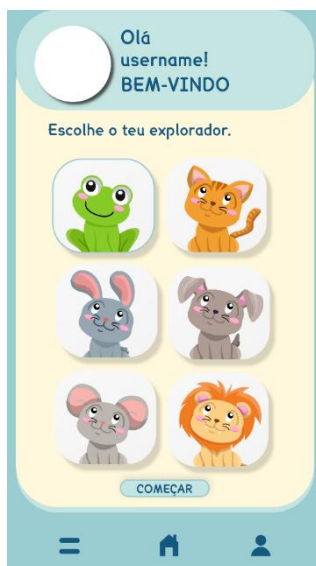 Olá
username!
BEM-VINDO
Escolhe o teu explorador.
COMEÇAR